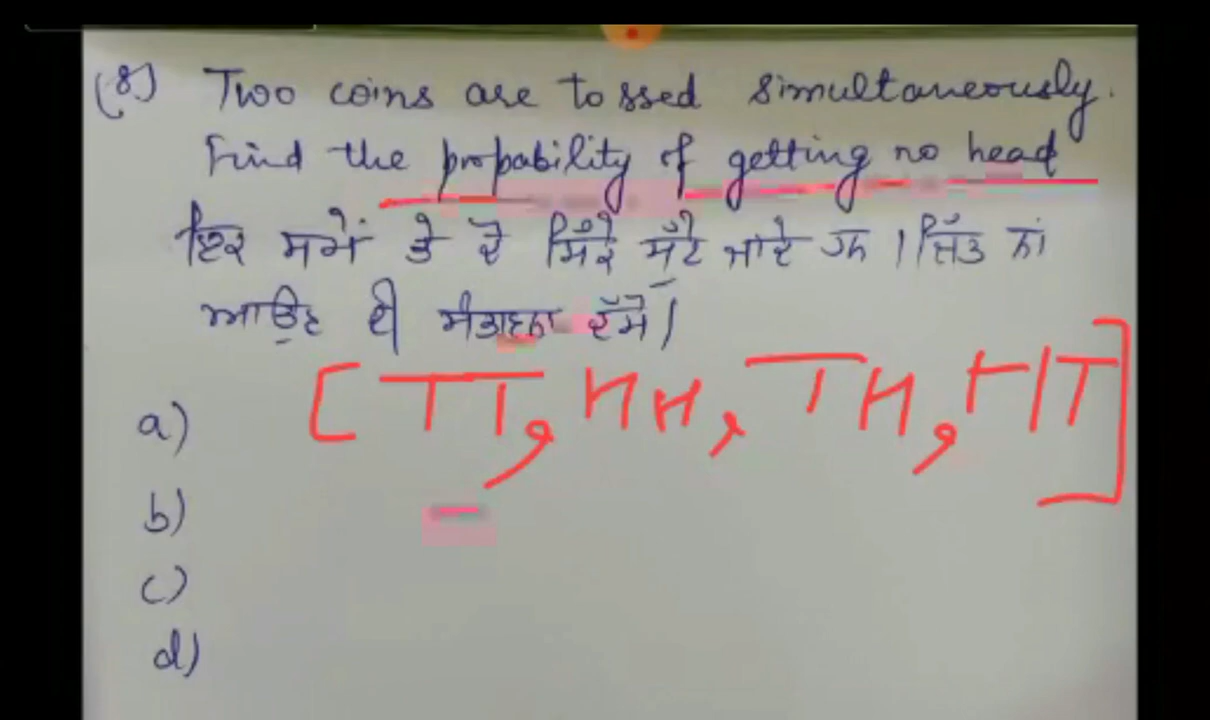 (8) Two coins are tossed simultaneously.
Find the propability of getting no head
ਇਕ ਸਮੇਂ ਤੇ ਦੋ ਸਿੱਕੇ ਸੁੱਟੇ ਜਾਂਦੇ ਹਨ । ਚਿੱਤ ਨਾਂ
ਆਉਣ ਦੀ ਸੰਭਾਵਨਾ ਦੱਸੋ ।
[TT, HH, TH, HT]
a)
b)
c)
d)